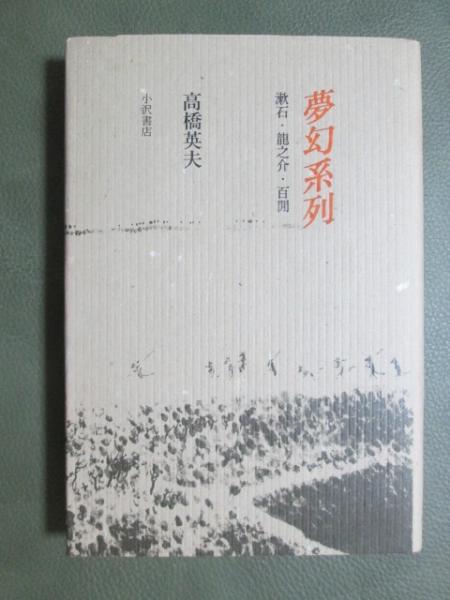 夢幻系列
漱石・龍之介・百閒
高橋英夫
小沢書店